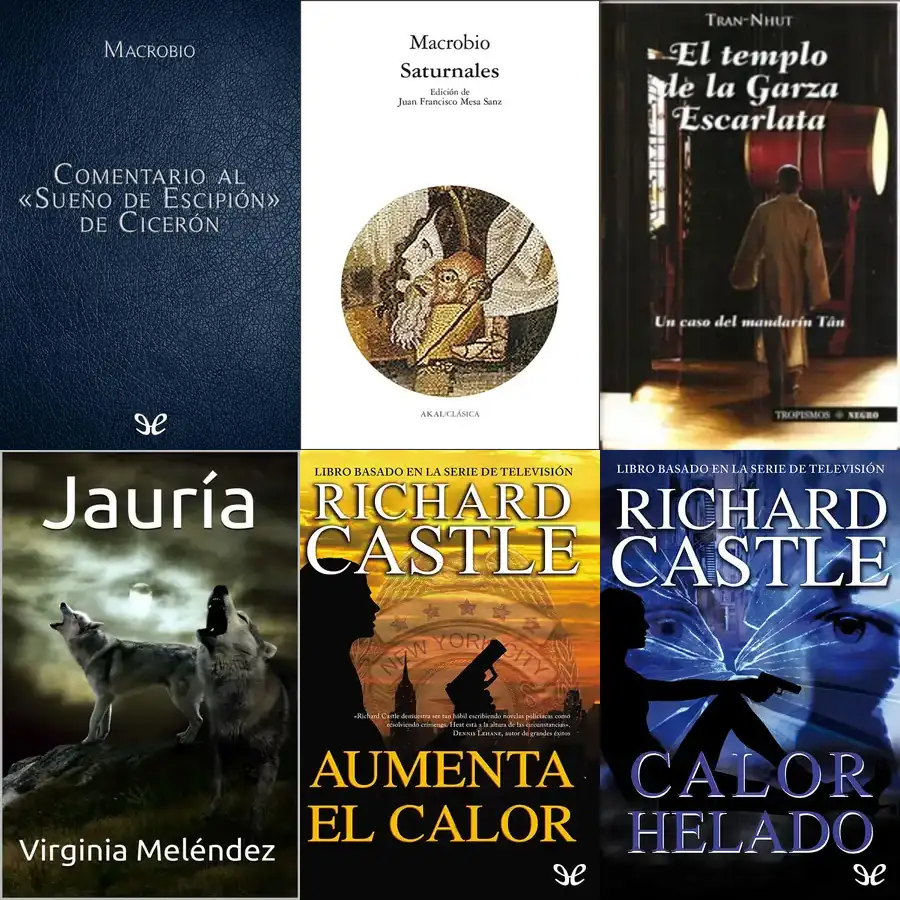 MACROBIO
COMENTARIO AL
«SUEÑO DE ESCIPIÓN»
DE CICERÓN
Macrobio
Saturnales
Edición de
Juan Francisco Mesa Sanz
AKAL/CLÁSICA
TRAN-NHUT
El templo
de la Garza
Escarlata
Un caso del mandarín Tân
TROPISMOS NEGRO
Jauría
Virginia Meléndez
LIBRO BASADO EN LA SERIE DE TELEVISIÓN
RICHARD
CASTLE
NEW YORK CITY
«Richard Castle demuestra ser tan hábil escribiendo novelas policiacas como
resolviendo crímenes. Heat está a la altura de las circunstancias».
DENNIS LEHANE, autor de grandes éxitos
AUMENTA
EL CALOR
LIBRO BASADO EN LA SERIE DE TELEVISIÓN
RICHARD
CASTLE
CALOR
HELADO